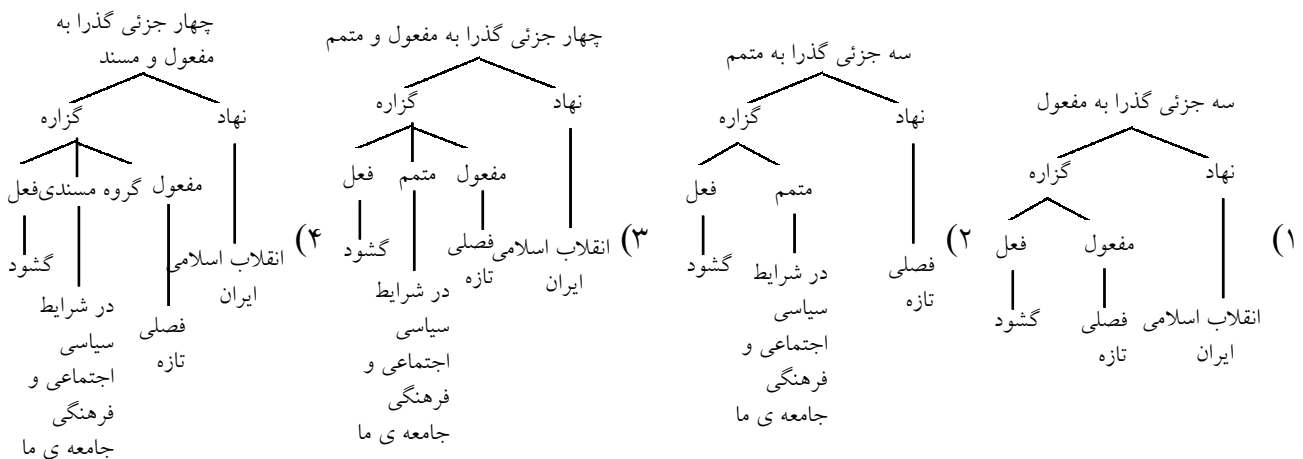 ۱)
سه جزئی گذرا به مفعول
نهاد
گزاره
مفعول
فعل
انقلاب اسلامی
ایران
فصلی
تازه
گشود
۲)
سه جزئی گذرا به متمم
نهاد
گزاره
متمم
فعل
فصلی
تازه
در شرایط
سیاسی
اجتماعی و
فرهنگی
جامعه ی ما
گشود
۳)
چهار جزئی گذرا به مفعول و متمم
نهاد
گزاره
مفعول
متمم
فعل
انقلاب اسلامی
ایران
فصلی
تازه
در شرایط
سیاسی
اجتماعی و
فرهنگی
جامعه ی ما
گشود
۴)
چهار جزئی گذرا به
مفعول و مسند
نهاد
گزاره
مفعول
گروه مسندی
فعل
انقلاب اسلامی
ایران
فصلی
تازه
در شرایط
سیاسی
اجتماعی و
فرهنگی
جامعه ی ما
گشود